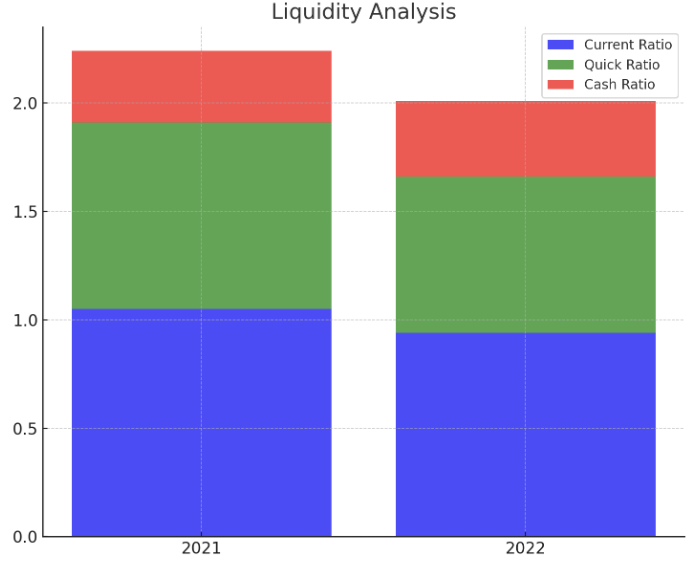 Liquidity Analysis
Current Ratio
Quick Ratio
Cash Ratio
2.0
1.5
1.0
0.5
0.0
2021
2022